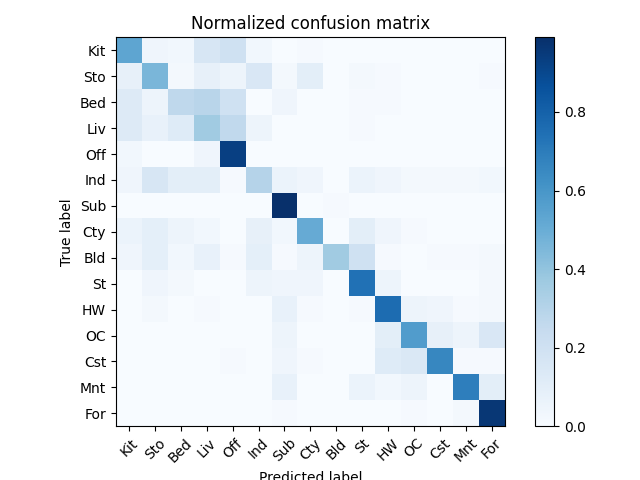 Normalized confusion matrix
Kit
Sto
Bed
Liv
Off
Ind
Sub
Cty
Bld
St
HW
OC
Cst
Mnt
For
True label
Kit Sto Bed Liv Off Ind Sub Cty Bld St HW OC Cst Mnt For
Predicted label
0.8
0.6
0.4
0.2
0.0